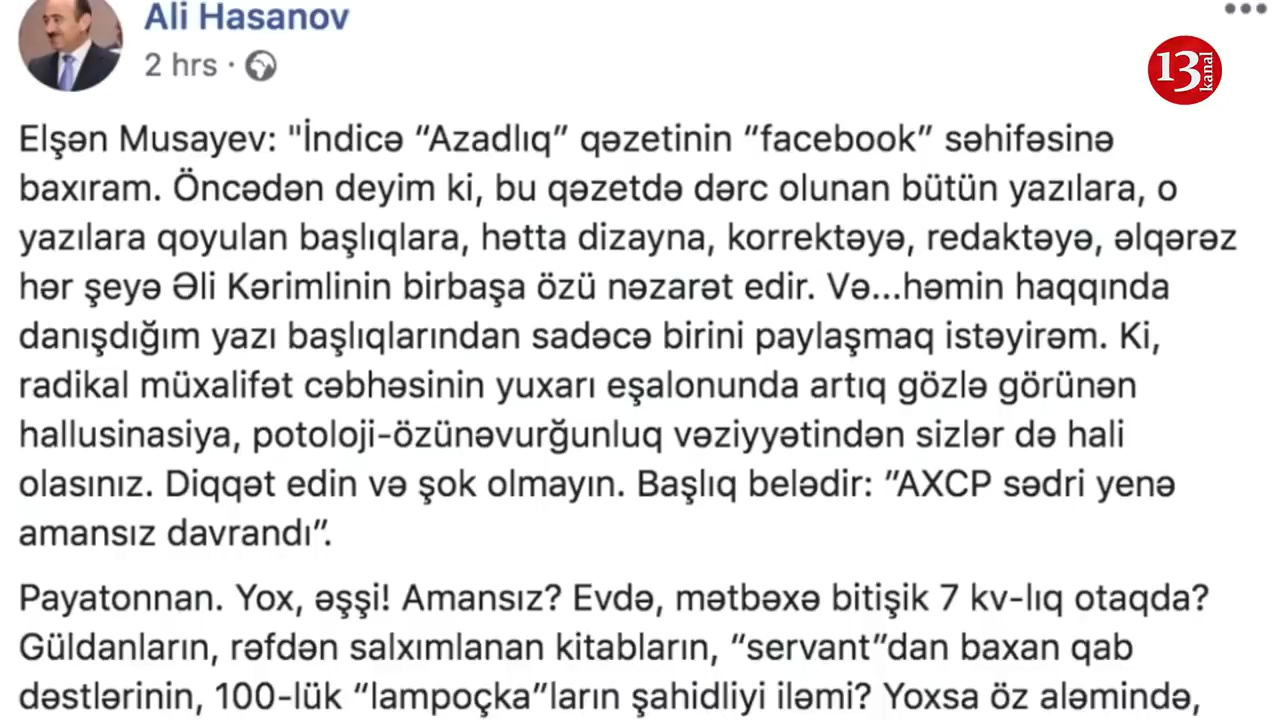 Ali Hasanov
2 hrs ·
13 kanal
Elşən Musayev: "İndicə “Azadlıq” qəzetinin “facebook” səhifəsinə
baxıram. Öncədən deyim ki, bu qəzetdə dərc olunan bütün yazılara, o
yazılara qoyulan başlıqlara, hətta dizayna, korrektəyə, redaktəyə, əlqərəz
hər şeyə Əli Kərimlinin birbaşa özü nəzarət edir. Və...həmin haqqında
danışdığım yazı başlıqlarından sadəcə birini paylaşmaq istəyirəm. Ki,
radikal müxalifət cəbhəsinin yuxarı eşalonunda artıq gözlə görünən
hallusinasiya, potoloji-özünəvurğunluq vəziyyətindən sizlər də hali
olasınız. Diqqət edin və şok olmayın. Başlıq belədir: ”AXCP sədri yenə
amansız davrandı”.
Payatonnan. Yox, əşşi! Amansız? Evdə, mətbəxə bitişik 7 kv-lıq otaqda?
Güldanların, rəfdən salxımlanan kitabların, “servant”dan baxan qab
dəstlərinin, 100-lük “lampoçka”ların şahidliyi iləmi? Yoxsa öz aləmində,